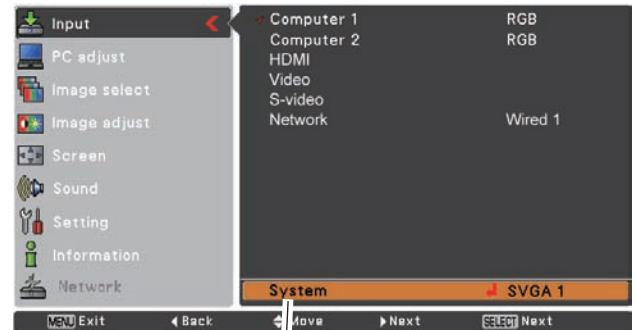 Input
PC adjust
Image select
Image adjust
Screen
Sound
Setting
Information
Network
Computer 1 RGB
Computer 2 RGB
HDMI
Video
S-video
Network Wired 1
System SVGA 1
MENU Exit Back Move Next SELECT Next